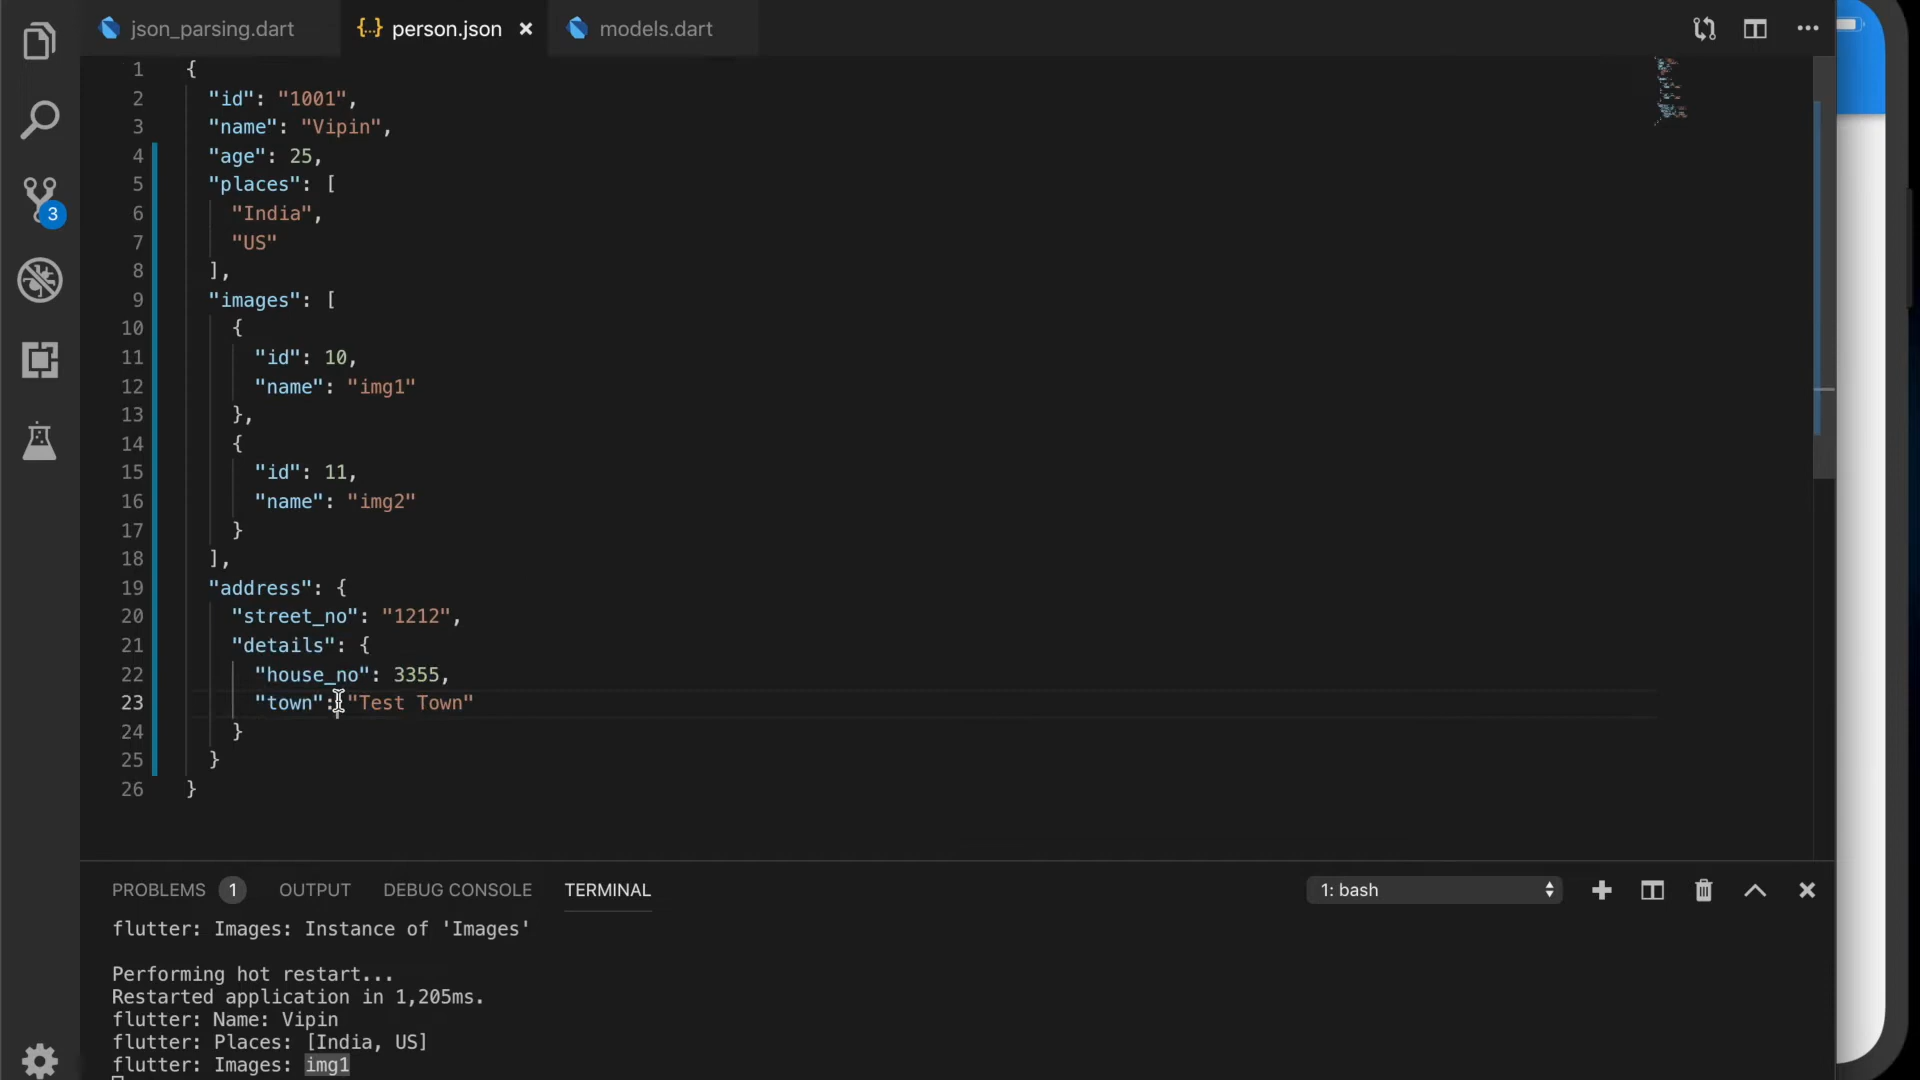 json_parsing.dart
{..} person.json ×
models.dart
1 {
2 "id": "1001",
3 "name": "Vipin",
4 "age": 25,
5 "places": [
6 "India",
7 "US"
8 ],
9 "images": [
10 {
11 "id": 10,
12 "name": "img1"
13 },
14 {
15 "id": 11,
16 "name": "img2"
17 }
18 ],
19 "address": {
20 "street_no": "1212",
21 "details": {
22 "house_no": 3355,
23 "town": "Test Town"
24 }
25 }
26 }
3
PROBLEMS 1 OUTPUT DEBUG CONSOLE TERMINAL 1: bash
flutter: Images: Instance of 'Images'
Performing hot restart...
Restarted application in 1,205ms.
flutter: Name: Vipin
flutter: Places: [India, US]
flutter: Images: img1